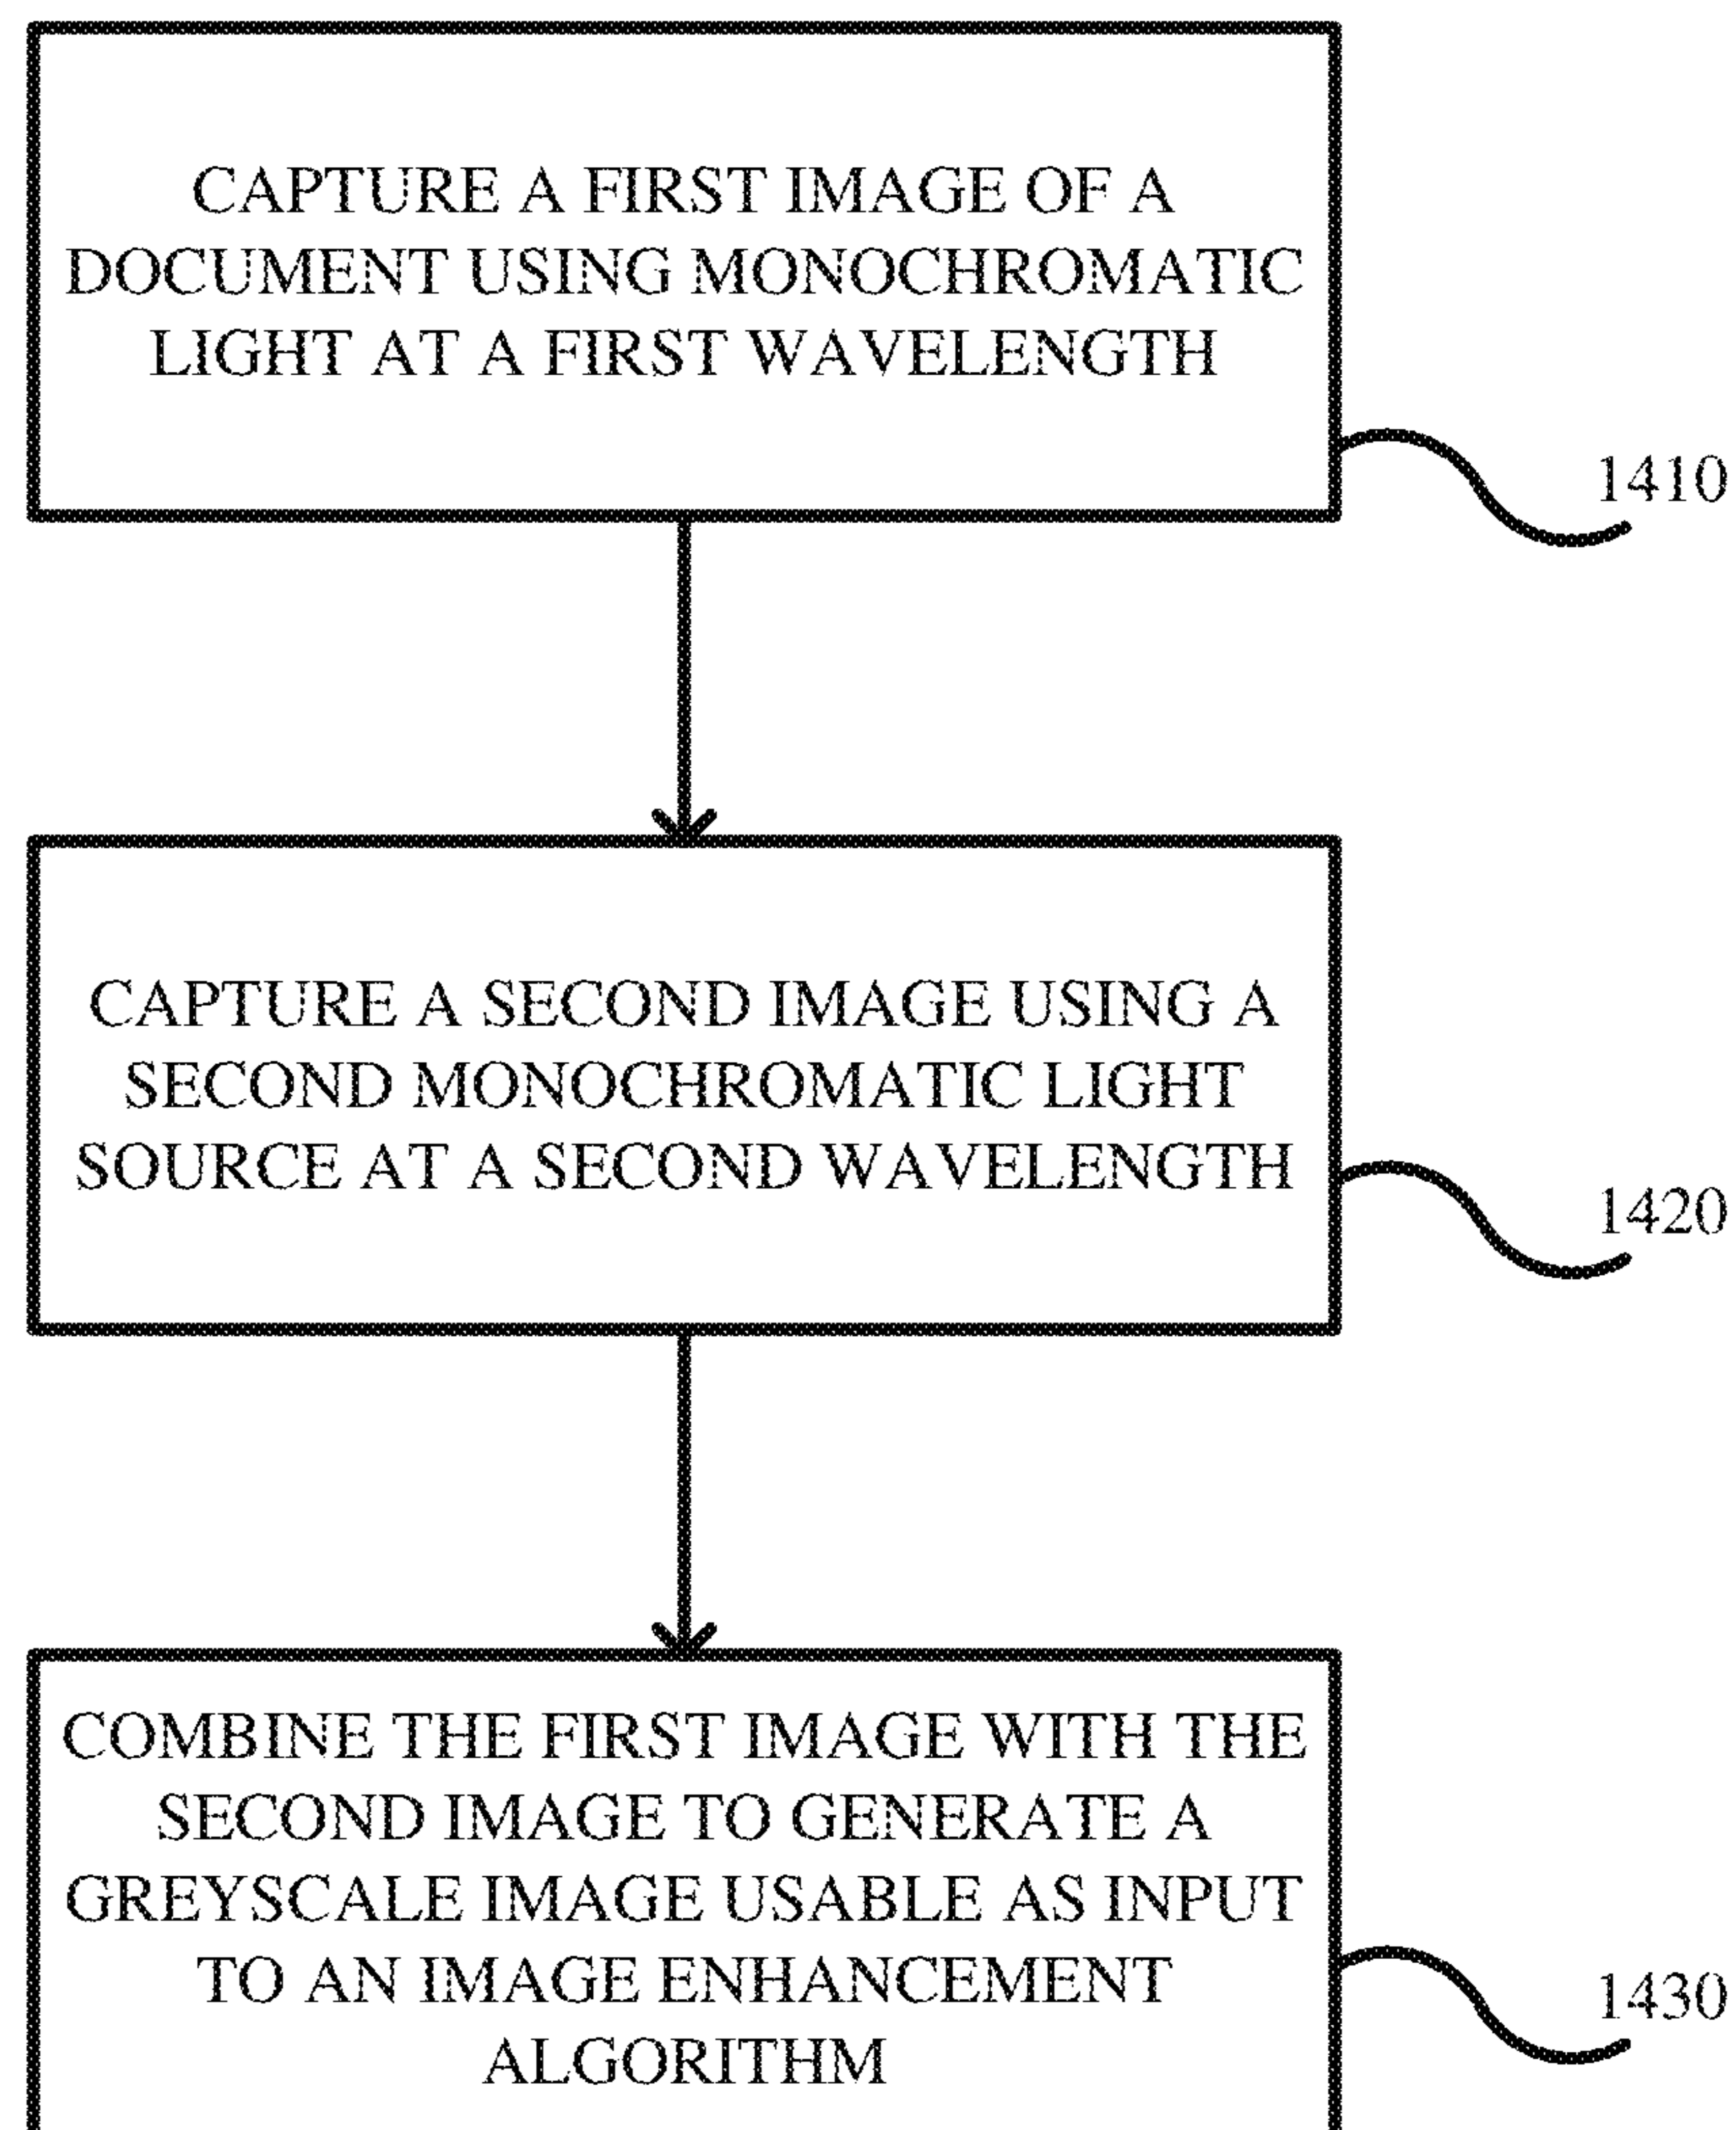 CAPTURE A FIRST IMAGE OF A
DOCUMENT USING MONOCHROMATIC
LIGHT AT A FIRST WAVELENGTH
1410
CAPTURE A SECOND IMAGE USING A
SECOND MONOCHROMATIC LIGHT
SOURCE AT A SECOND WAVELENGTH
1420
COMBINE THE FIRST IMAGE WITH THE
SECOND IMAGE TO GENERATE A
GREYSCALE IMAGE USABLE AS INPUT
TO AN IMAGE ENHANCEMENT
ALGORITHM
1430